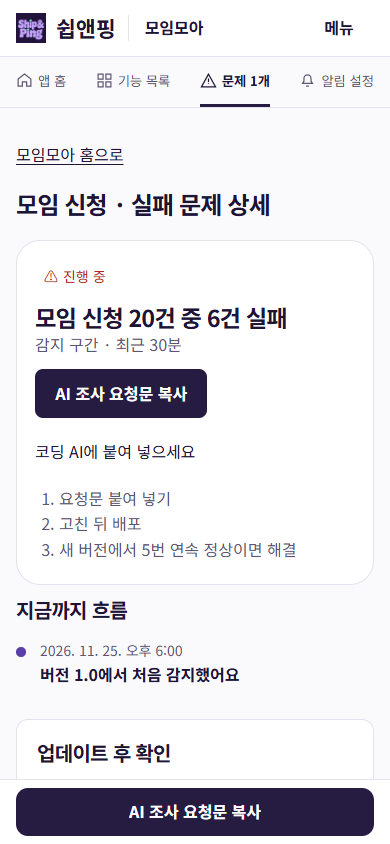 Ship&
Ping
쉽앤핑
모임모아
메뉴
앱 홈
기능 목록
문제 1개
알림 설정
모임모아 홈으로
모임 신청 · 실패 문제 상세
진행 중
모임 신청 20건 중 6건 실패
감지 구간 · 최근 30분
AI 조사 요청문 복사
코딩 AI에 붙여 넣으세요
1. 요청문 붙여 넣기
2. 고친 뒤 배포
3. 새 버전에서 5번 연속 정상이면 해결
지금까지 흐름
2026. 11. 25. 오후 6:00
버전 1.0에서 처음 감지했어요
업데이트 후 확인
AI 조사 요청문 복사